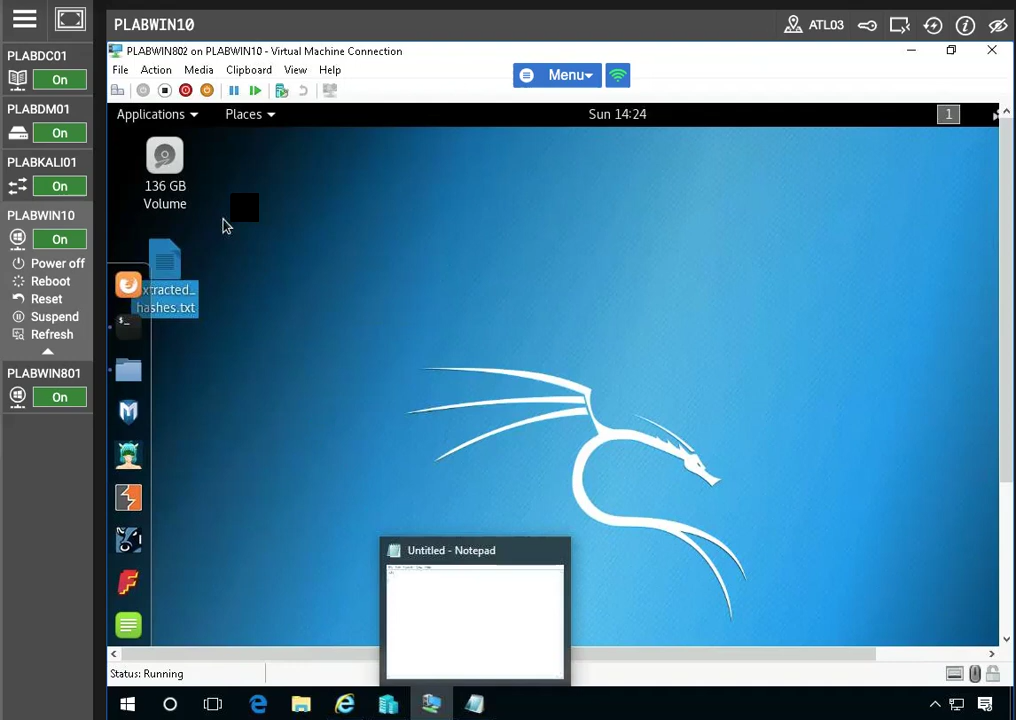 PLABWIN10
ATL03
PLABDC01
On
PLABDM01
On
PLABKALI01
On
PLABWIN10
On
Power off
Reboot
Reset
Suspend
Refresh
PLABWIN801
On
PLABWIN802 on PLABWIN10 - Virtual Machine Connection
File Action Media Clipboard View Help
Menu
Applications Places Sun 14:24 1
136 GB
Volume
xtracted_
hashes.txt
$_
Untitled - Notepad
Status: Running